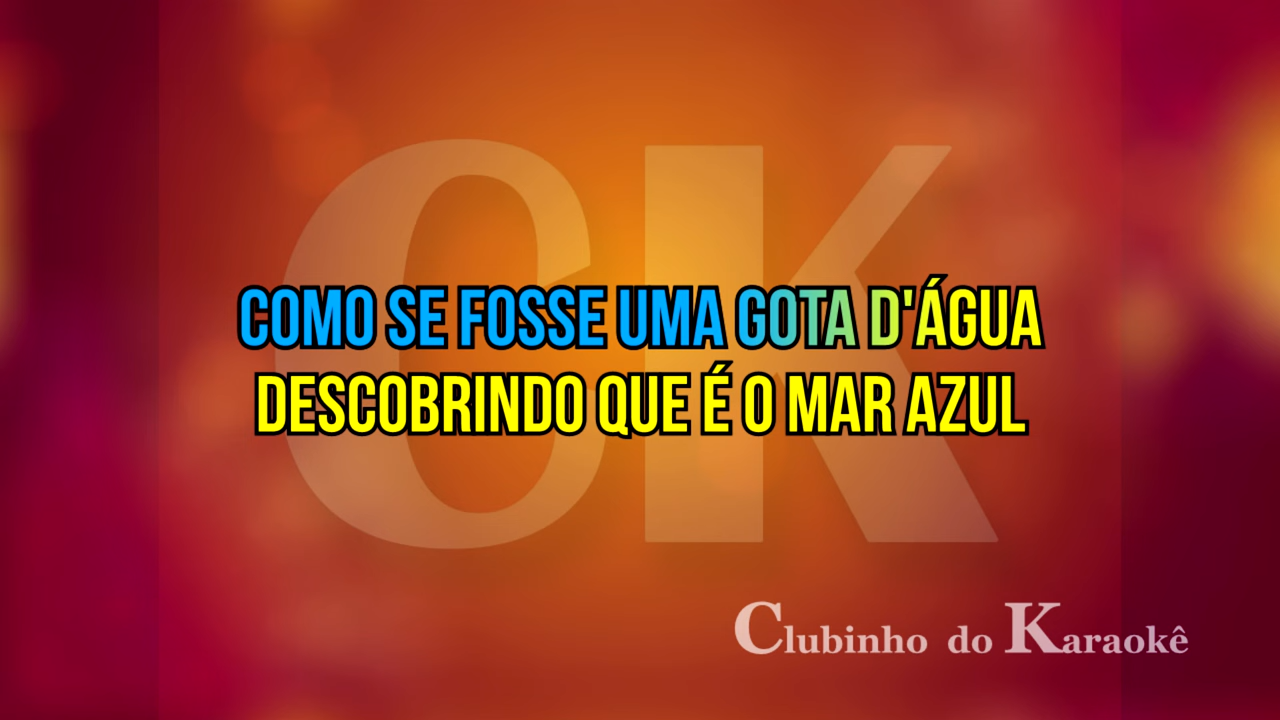 CK
COMO SE FOSSE UMA GOTA D'ÁGUA
DESCOBRINDO QUE É O MAR AZUL
Clubinho do Karaokê